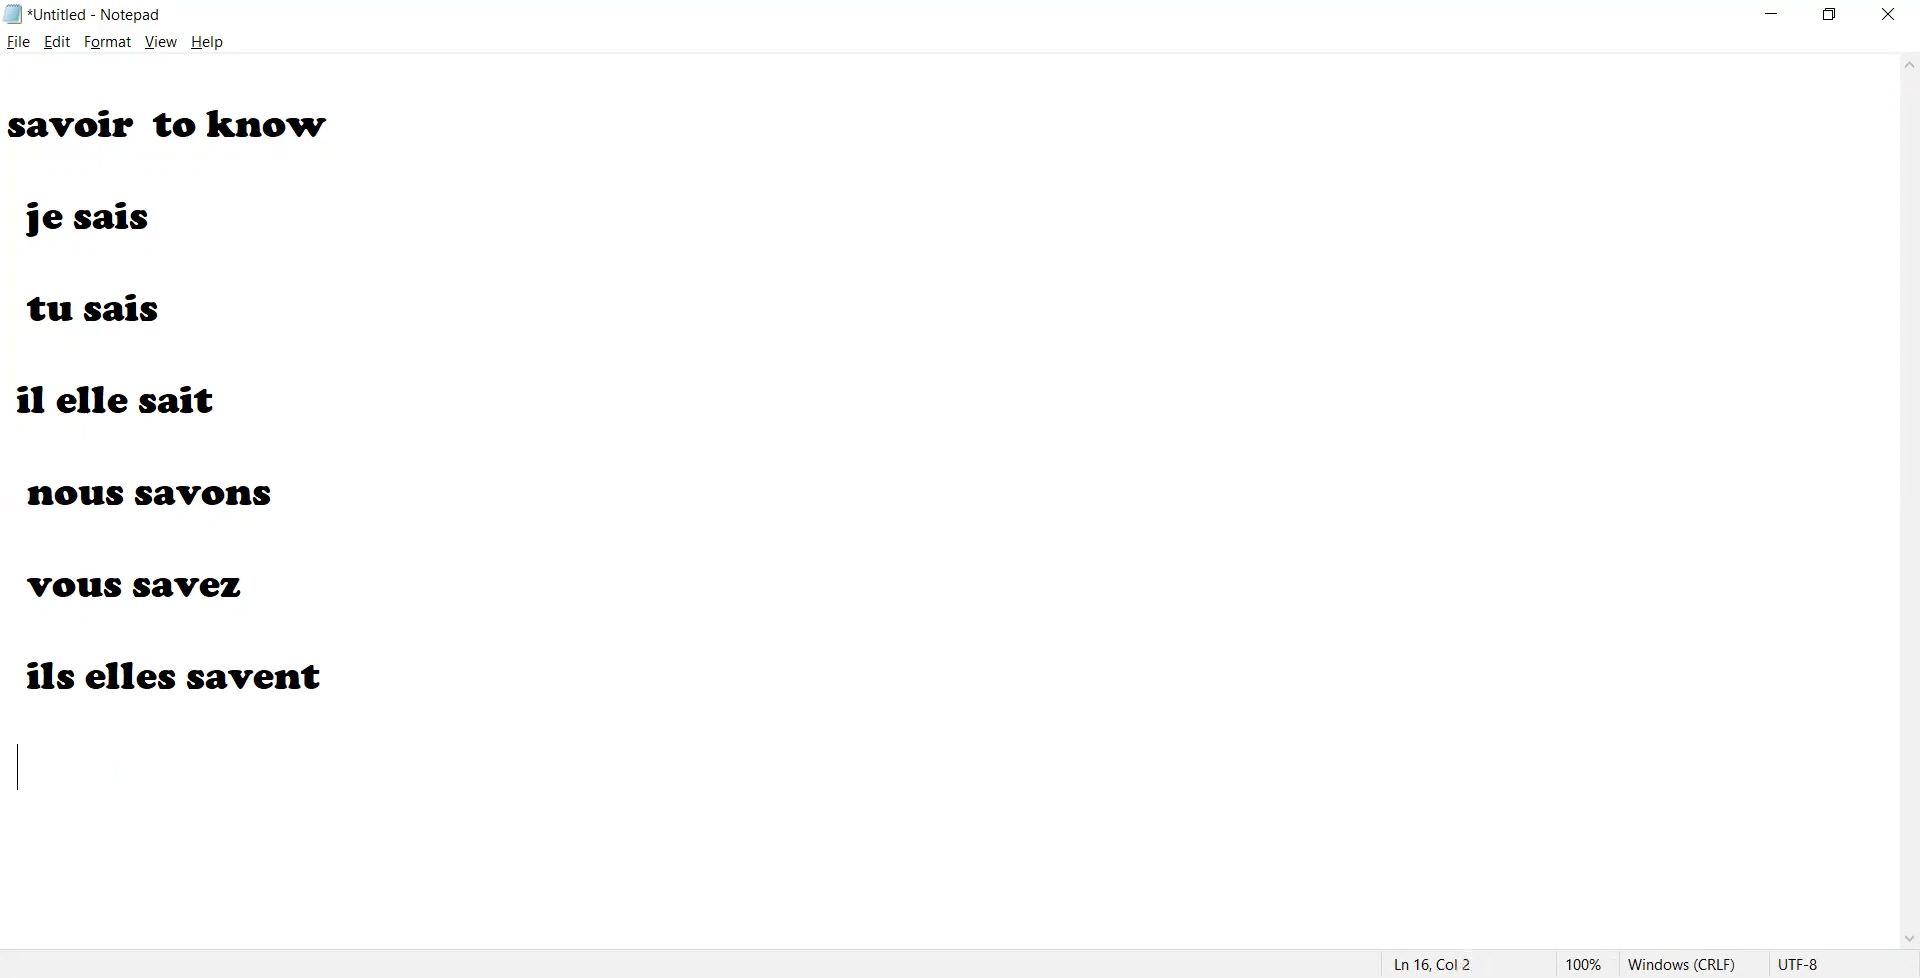 *Untitled - Notepad
File Edit Format View Help
savoir  to know
je sais
tu sais
il elle sait
nous savons
vous savez
ils elles savent
Ln 16, Col 2 100% Windows (CRLF) UTF-8